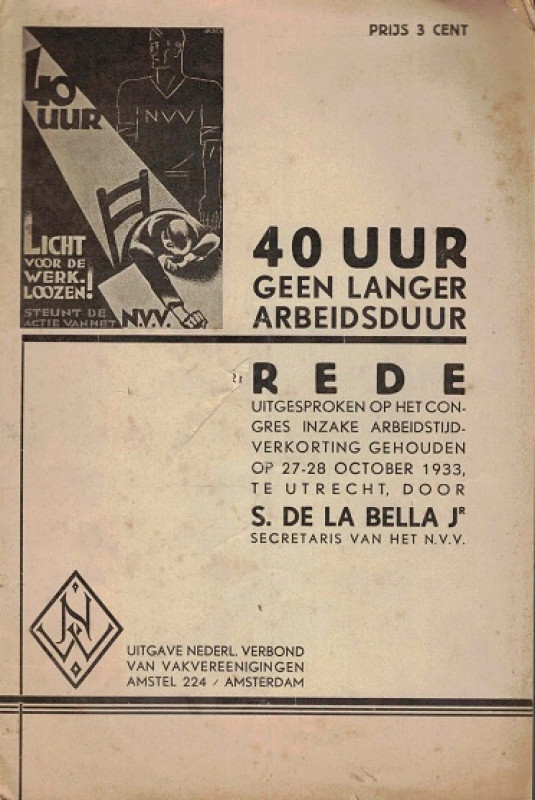 PRIJS 3 CENT
40
UUR
NVV
LICHT
VOOR DE
WERK-
LOOZEN!
STEUNT DE
ACTIE VAN HET N.V.V.
40 UUR
GEEN LANGER
ARBEIDSDUUR
REDE
UITGESPROKEN OP HET CON-
GRES INZAKE ARBEIDSTIJD-
VERKORTING GEHOUDEN
OP 27-28 OCTOBER 1933,
TE UTRECHT, DOOR
S. DE LA BELLA JR
SECRETARIS VAN HET N.V.V.
NVV
UITGAVE NEDERL. VERBOND
VAN VAKVEREENIGINGEN
AMSTEL 224 / AMSTERDAM